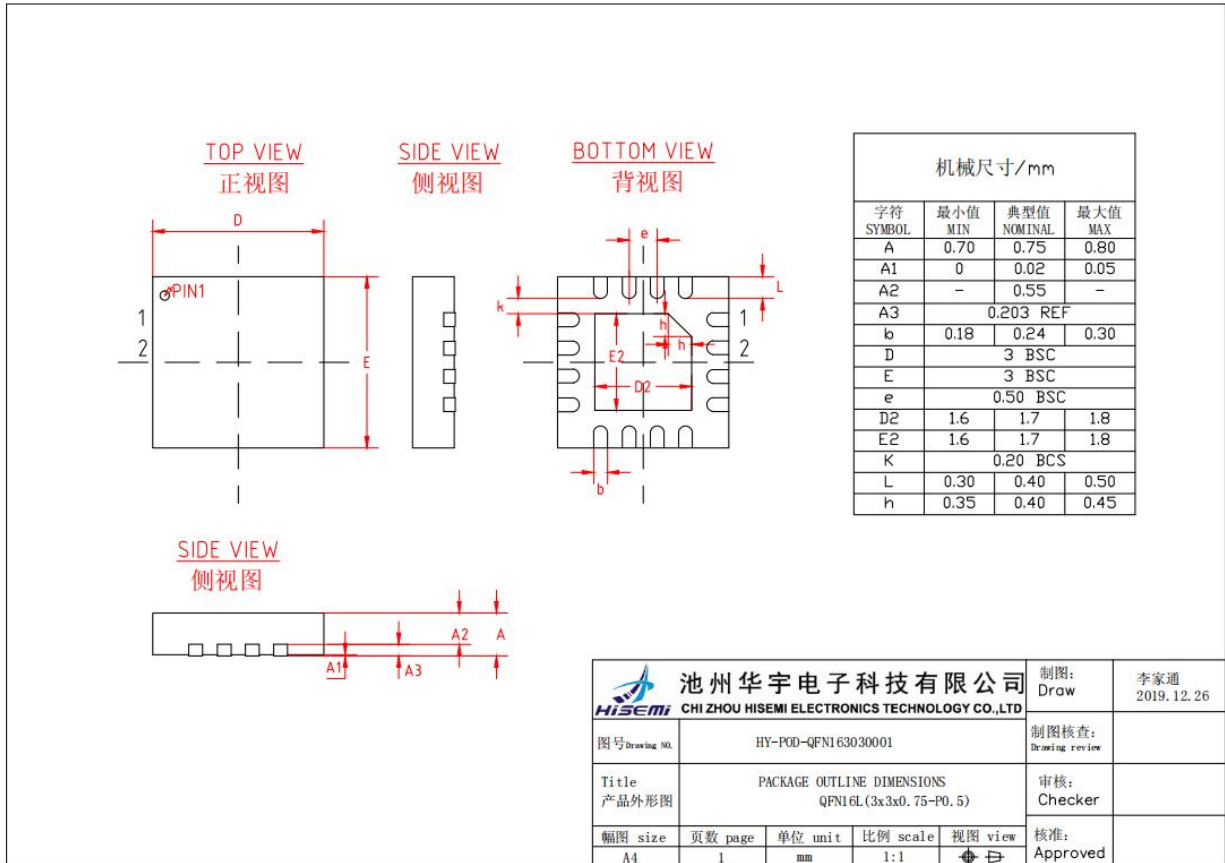 TOP VIEW
正视图
SIDE VIEW
侧视图
BOTTOM VIEW
背视图
D
PIN1
1
2
E
e
L
k
h
h
E2
D2
1
2
b
SIDE VIEW
侧视图
A2
A
A1
A3
机械尺寸/mm
字符 最小值 典型值 最大值
SYMBOL MIN NOMINAL MAX
A 0.70 0.75 0.80
A1 0 0.02 0.05
A2 - 0.55 -
A3 0.203 REF
b 0.18 0.24 0.30
D 3 BSC
E 3 BSC
e 0.50 BSC
D2 1.6 1.7 1.8
E2 1.6 1.7 1.8
K 0.20 BCS
L 0.30 0.40 0.50
h 0.35 0.40 0.45
HISEMI
池州华宇电子科技有限公司
CHI ZHOU HISEMI ELECTRONICS TECHNOLOGY CO.,LTD
制图:
Draw
李家通
2019.12.26
图号Drawing NO. HY-POD-QFN163030001
制图核查:
Drawing review
Title
产品外形图
PACKAGE OUTLINE DIMENSIONS
QFN16L(3x3x0.75-P0.5)
审核:
Checker
幅图 size 页数 page 单位 unit 比例 scale 视图 view
A4 1 mm 1:1
核准:
Approved